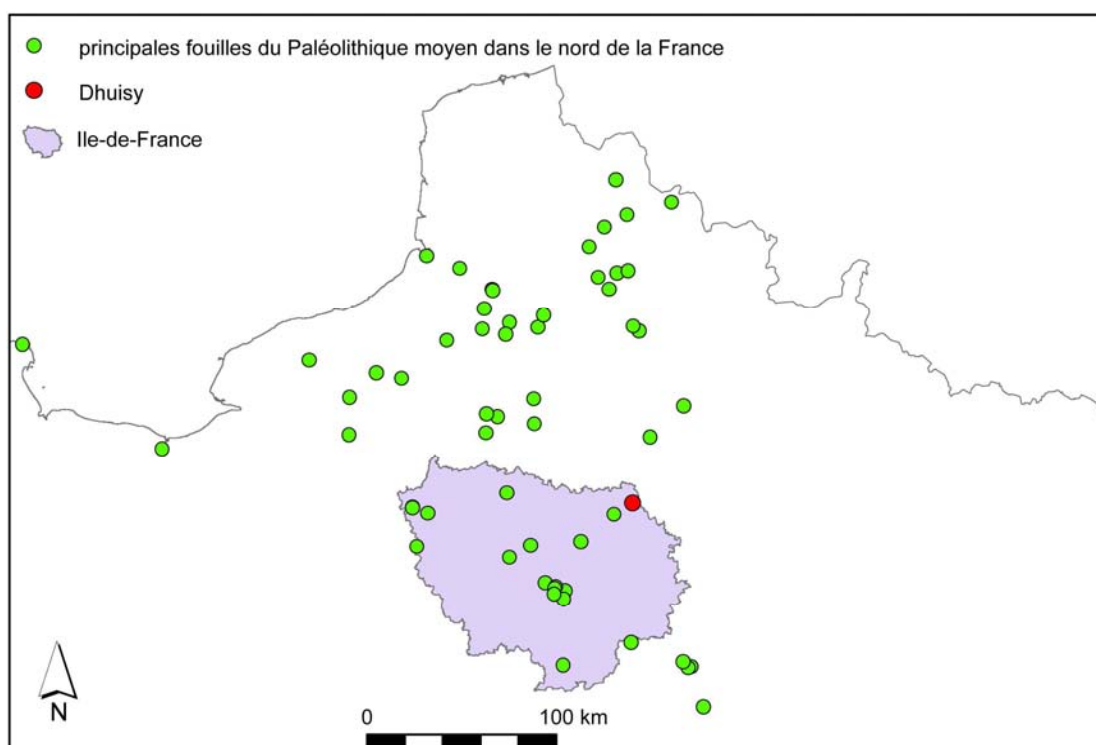 principales fouilles du Paléolithique moyen dans le nord de la France
Dhuisy
Ile-de-France
N
0 100 km